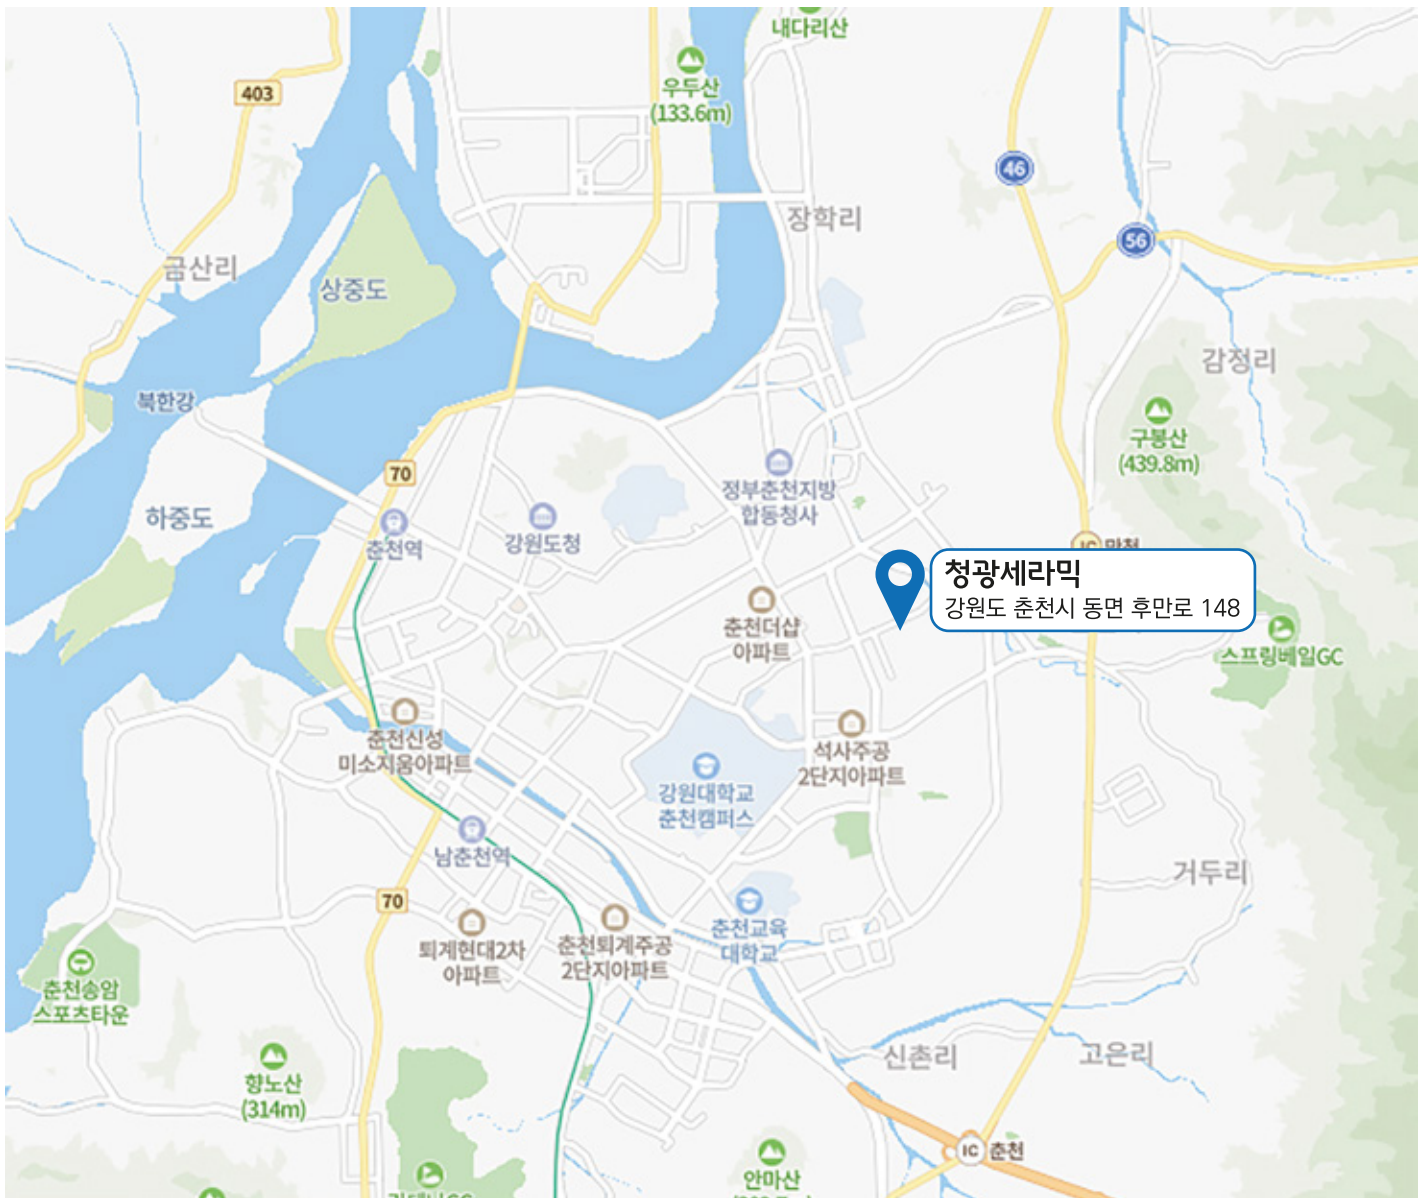 내다리산
우두산
(133.6m)
403
46
56
장학리
금산리
상중도
감정리
북한강
구봉산
(439.8m)
70
정부춘천지방
합동청사
하중도
강원도청
춘천역
IC 만천
청광세라믹
강원도 춘천시 동면 후만로 148
춘천더샵
아파트
스프링베일GC
춘천신성
미소지움아파트
석사주공
2단지아파트
강원대학교
춘천캠퍼스
남춘천역
거두리
70
퇴계현대2차
아파트
춘천퇴계주공
2단지아파트
춘천교육
대학교
춘천송암
스포츠타운
신촌리
고은리
향노산
(314m)
IC 춘천
안마산